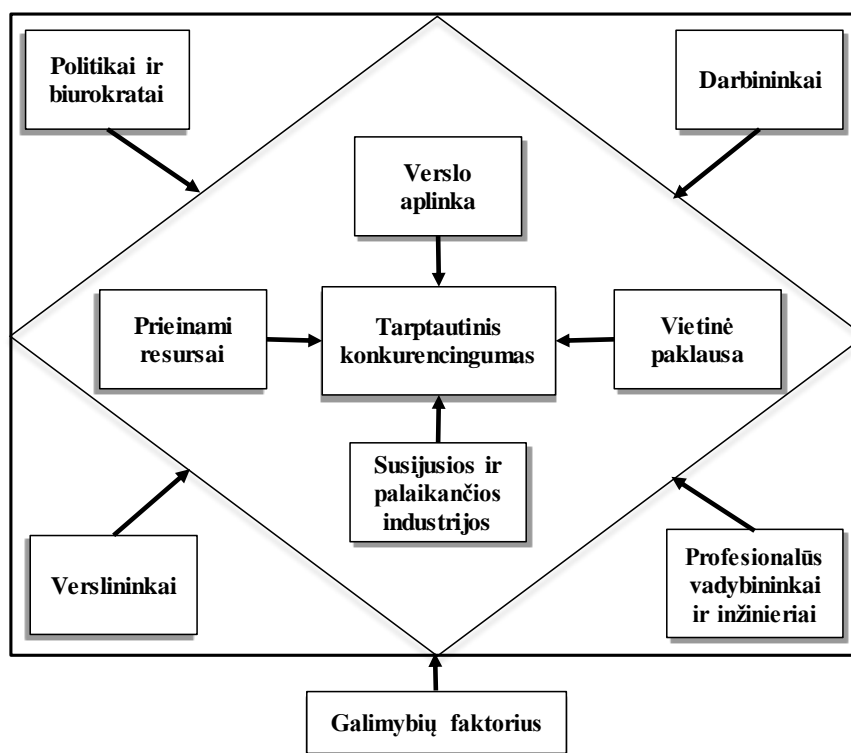 Politikai ir
biurokratai
Darbininkai
Verslo
aplinka
Prieinami
resursai
Tarptautinis
konkurencingumas
Vietinė
paklausa
Susijusios ir
palaikančios
industrijos
Verslininkai
Profesionalūs
vadybininkai
ir inžinieriai
Galimybių faktorius